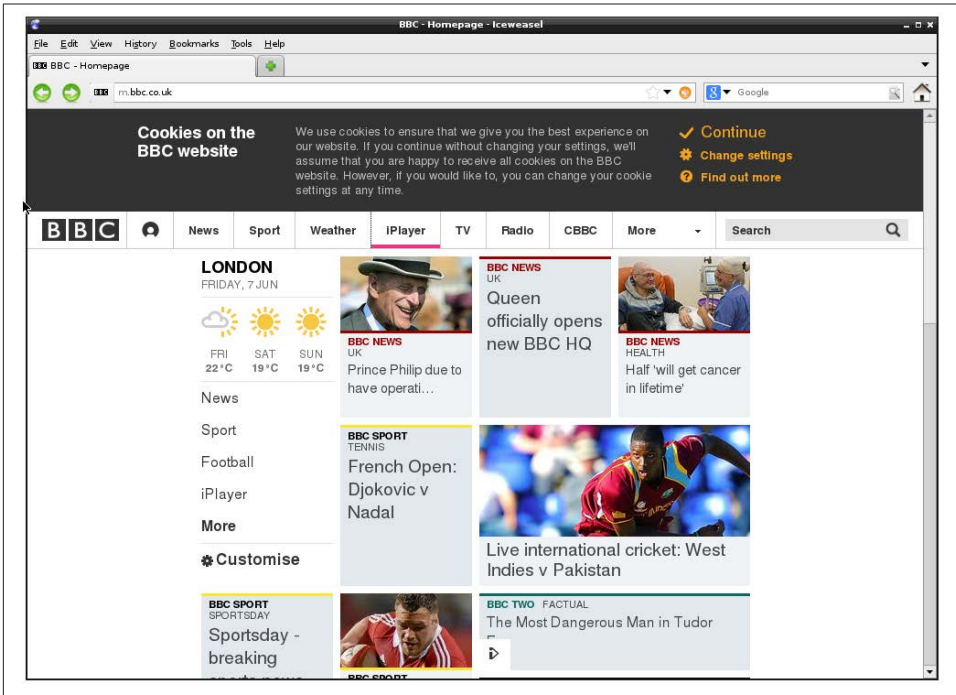 BBC - Homepage - Iceweasel
File Edit View History Bookmarks Tools Help
BBC BBC - Homepage
BBC m.bbc.co.uk
8 Google
Cookies on the
BBC website
We use cookies to ensure that we give you the best experience on
our website. If you continue without changing your settings, we'll
assume that you are happy to receive all cookies on the BBC
website. However, if you would like to, you can change your cookie
settings at any time.
Continue
Change settings
Find out more
BBC News Sport Weather iPlayer TV Radio CBBC More Search
LONDON
FRIDAY, 7 JUN
FRI SAT SUN
22°C 19°C 19°C
News
Sport
Football
iPlayer
More
Customise
BBC NEWS
UK
Prince Philip due to
have operati...
BBC NEWS
UK
Queen
officially opens
new BBC HQ
BBC NEWS
HEALTH
Half 'will get cancer
in lifetime'
BBC SPORT
TENNIS
French Open:
Djokovic v
Nadal
Live international cricket: West
Indies v Pakistan
BBC SPORT
SPORTSDAY
Sportsday -
breaking
BBC SPORT
BBC TWO FACTUAL
The Most Dangerous Man in Tudor